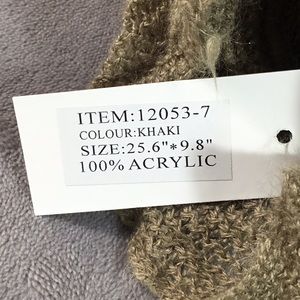 ITEM:12053-7
COLOUR:KHAKI
SIZE:25.6"*9.8"
100% ACRYLIC